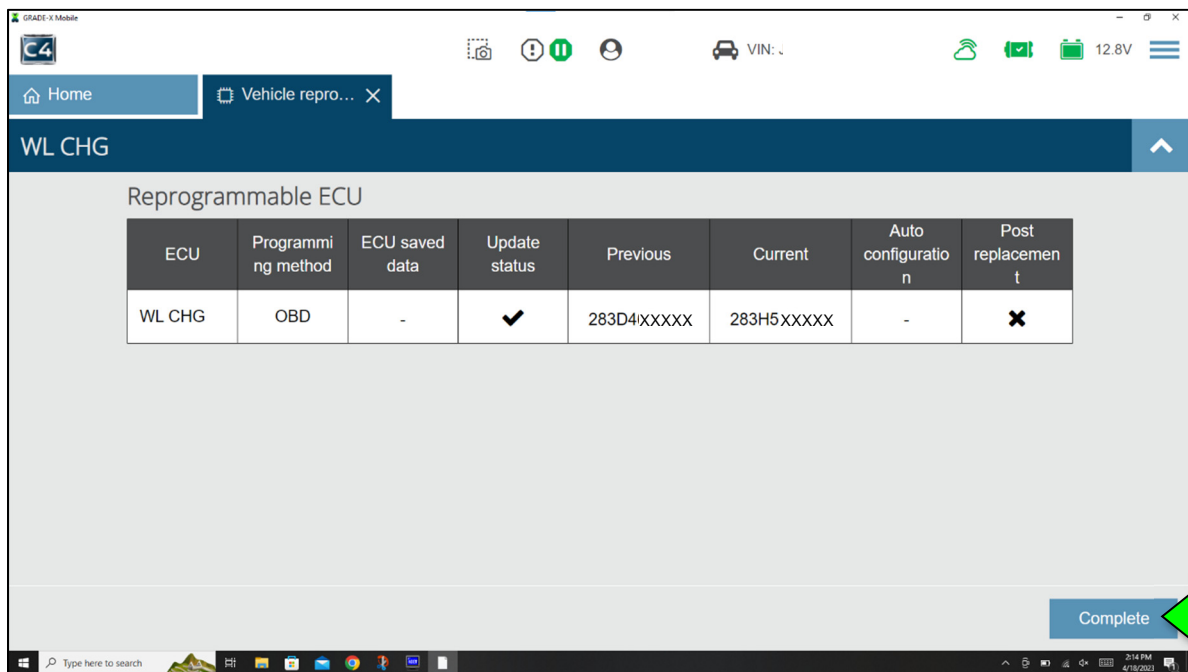 GRADE-X Mobile
C4
VIN: J
12.8V
Home
Vehicle repro...
WL CHG
Reprogrammable ECU
ECU
Programmi
ng method
ECU saved
data
Update
status
Previous
Current
Auto
configuratio
n
Post
replacemen
t
WL CHG
OBD
-
283D4XXXXX
283H5XXXXX
-
Complete
Type here to search
2:14 PM
4/18/2023